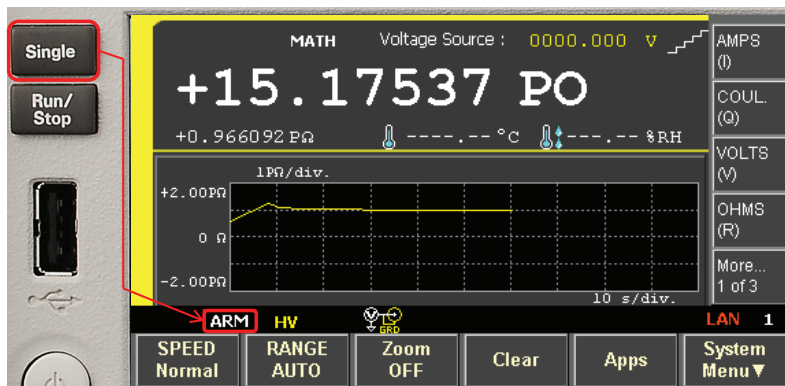 Single
Run/
Stop
MATH Voltage Source : 0000.000 V
+15.17537 PO
+0.966092 PΩ ----.-- °C ---.-- %RH
1PΩ/div.
+2.00PΩ
0 Ω
-2.00PΩ
10 s/div.
AMPS
(I)
COUL.
(Q)
VOLTS
(V)
OHMS
(R)
More...
1 of 3
ARM HV GRD LAN 1
SPEED
Normal
RANGE
AUTO
Zoom
OFF
Clear
Apps
System
Menu▼